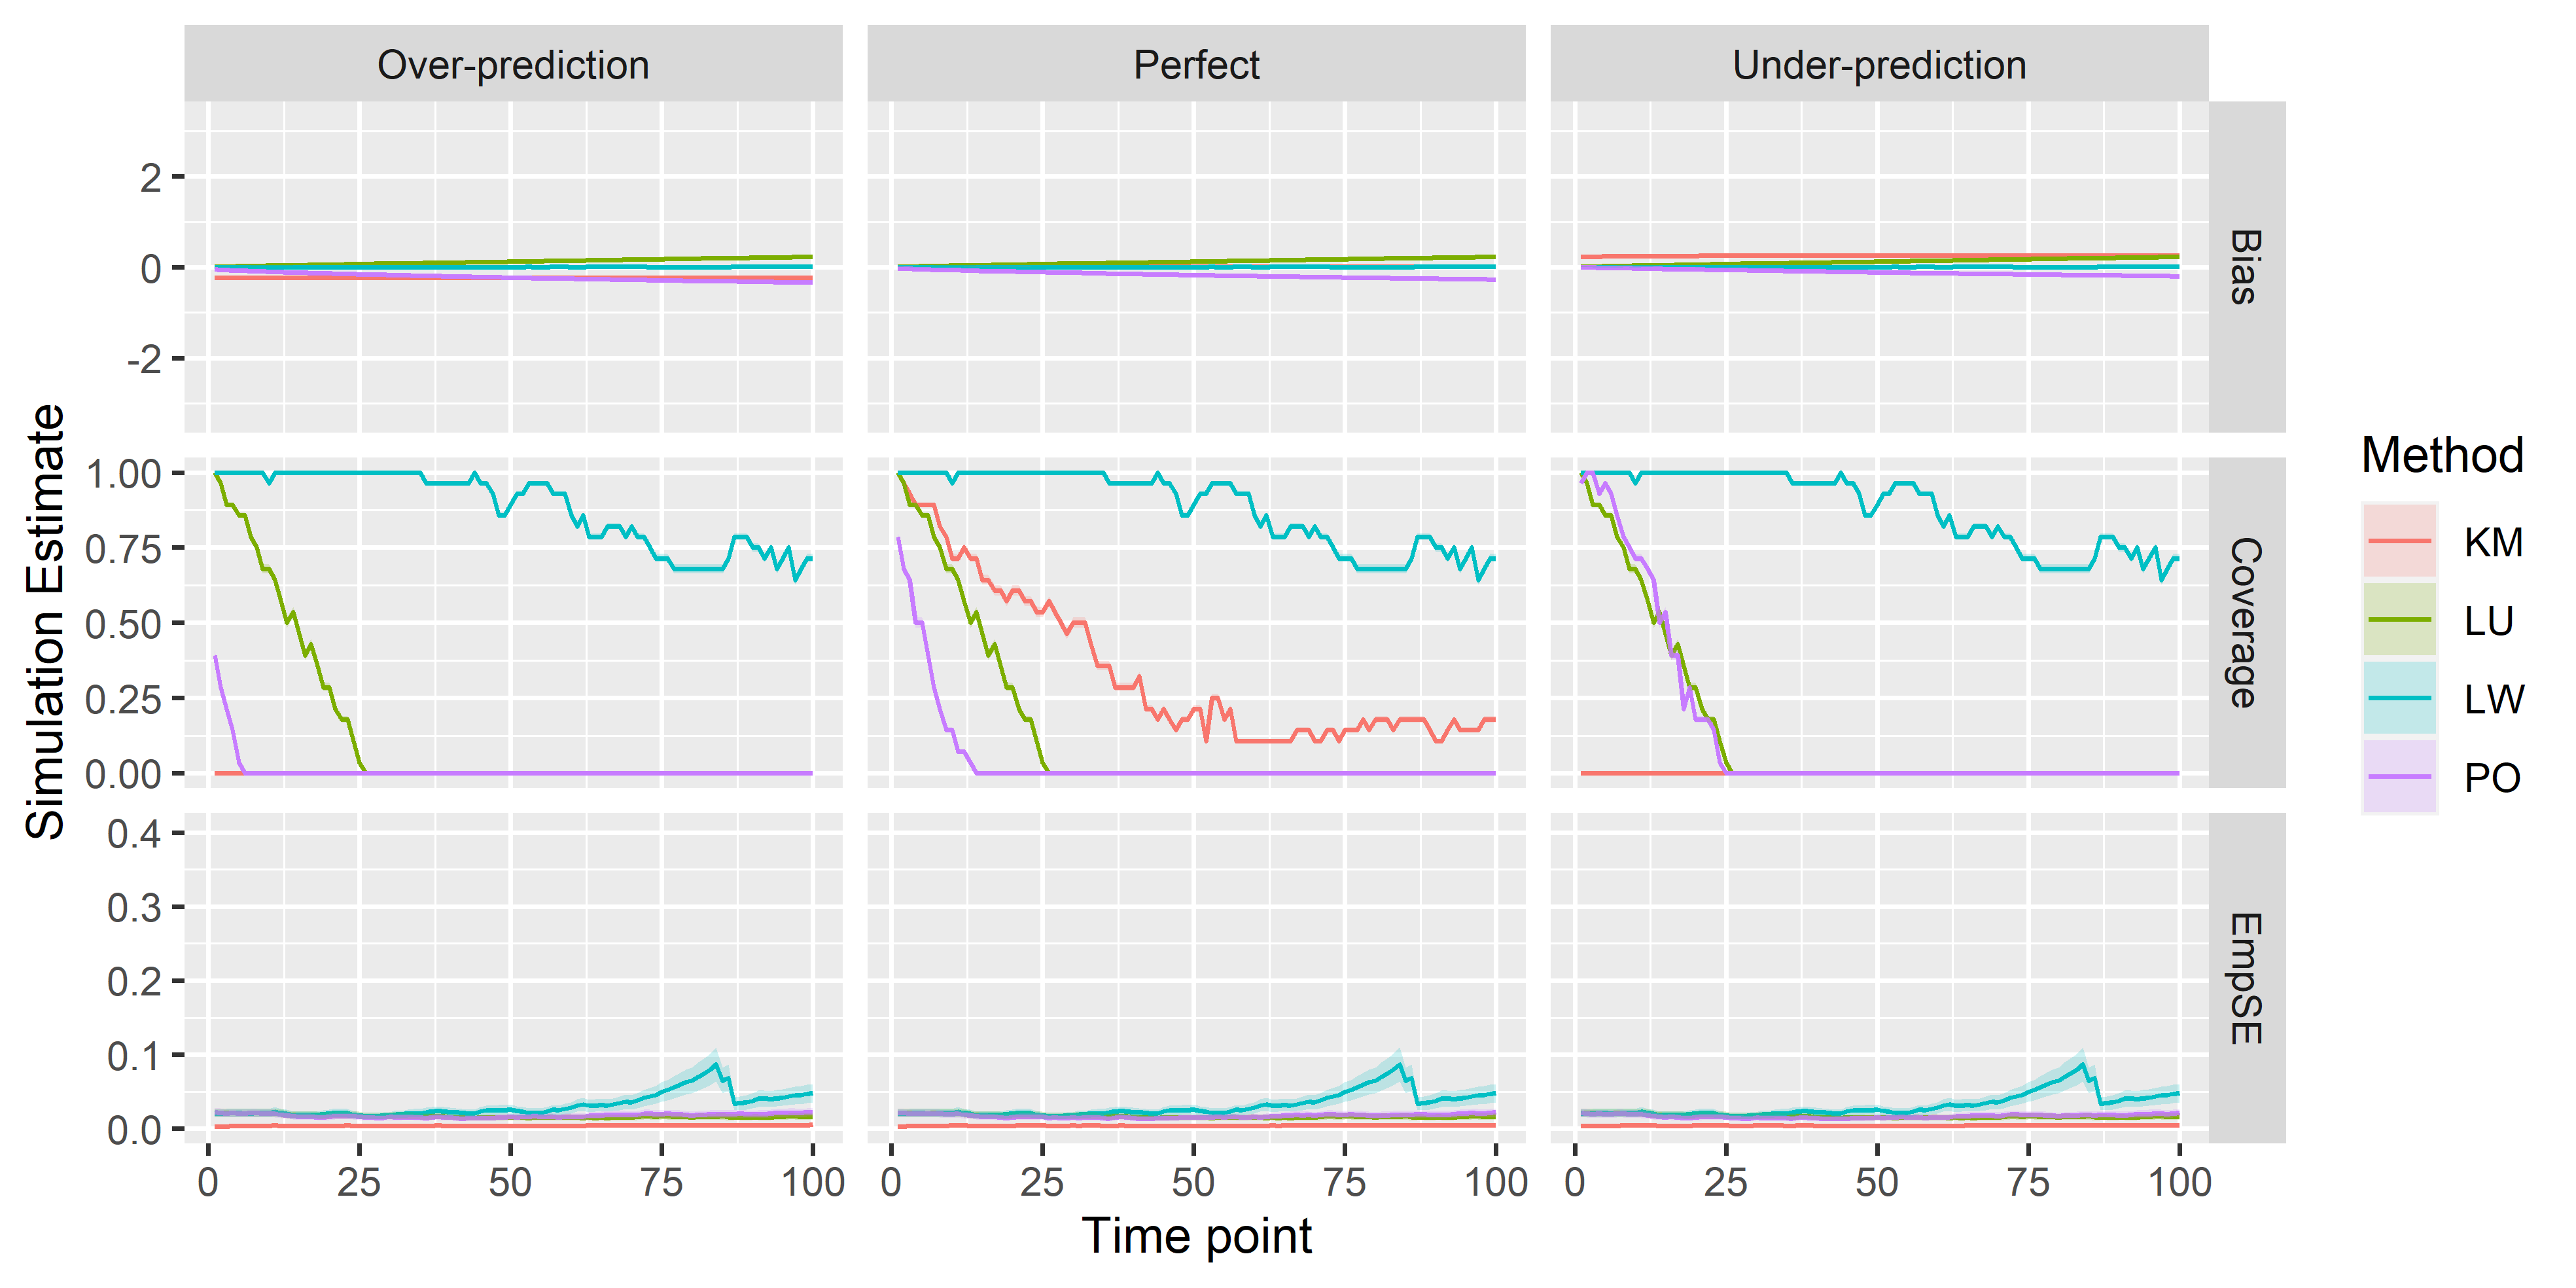 Over-prediction
Perfect
Under-prediction
2
0
-2
Bias
1.00
0.75
0.50
0.25
0.00
Coverage
0.4
0.3
0.2
0.1
0.0
EmpSE
0 25 50 75 100
0 25 50 75 100
0 25 50 75 100
Time point
Simulation Estimate
Method
KM
LU
LW
PO